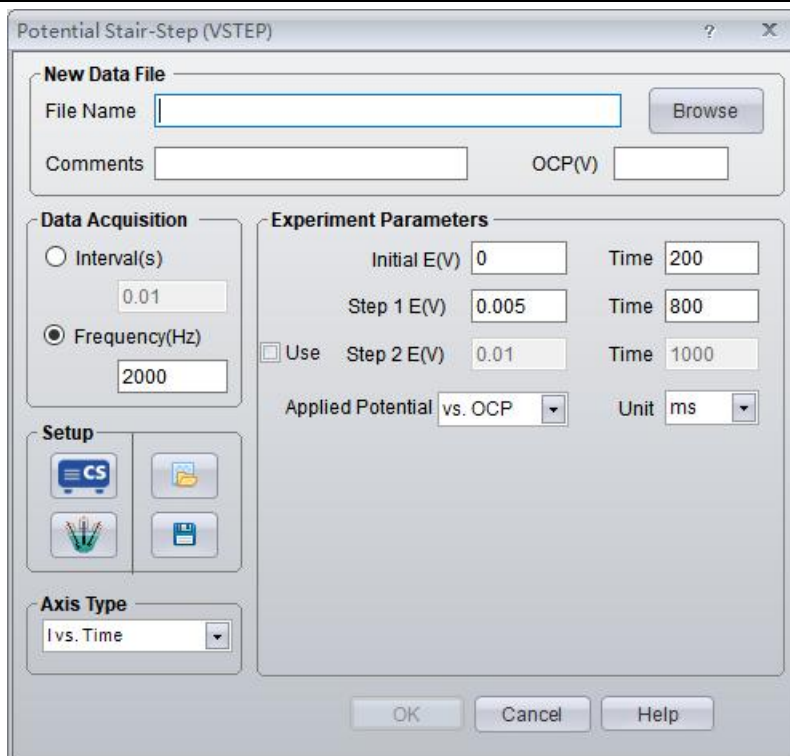 Potential Stair-Step (VSTEP) ? X
New Data File
File Name Browse
Comments OCP(V)
Data Acquisition
Interval(s)
0.01
Frequency(Hz)
2000
Experiment Parameters
Initial E(V) 0 Time 200
Step 1 E(V) 0.005 Time 800
Use Step 2 E(V) 0.01 Time 1000
Applied Potential vs. OCP Unit ms
Setup
CS
Axis Type
I vs. Time
OK Cancel Help